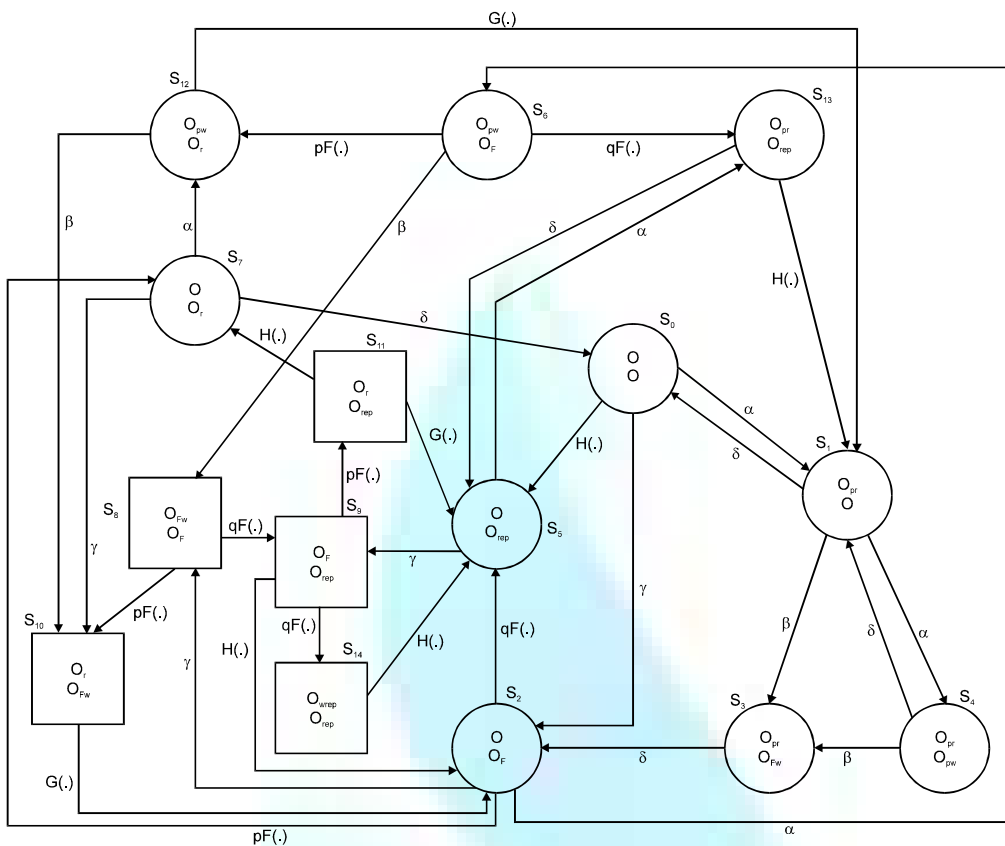 G(.)
S12
Opw
Or
pF(.)
S6
Opw
OF
qF(.)
S13
Opr
Orep
β
α
β
δ
α
H(.)
S7
O
Or
δ
S0
O
O
H(.)
S11
Or
Orep
G(.)
H(.)
α
δ
S1
Opr
O
pF(.)
S8
OFw
OF
qF(.)
S9
OF
Orep
γ
O
Orep
S5
γ
pF(.)
γ
β
δ
α
S10
Or
OFw
H(.)
qF(.)
S14
Owrep
Orep
H(.)
qF(.)
γ
S2
O
OF
δ
S3
Opr
OFw
β
S4
Opr
Opw
G(.)
pF(.)
α